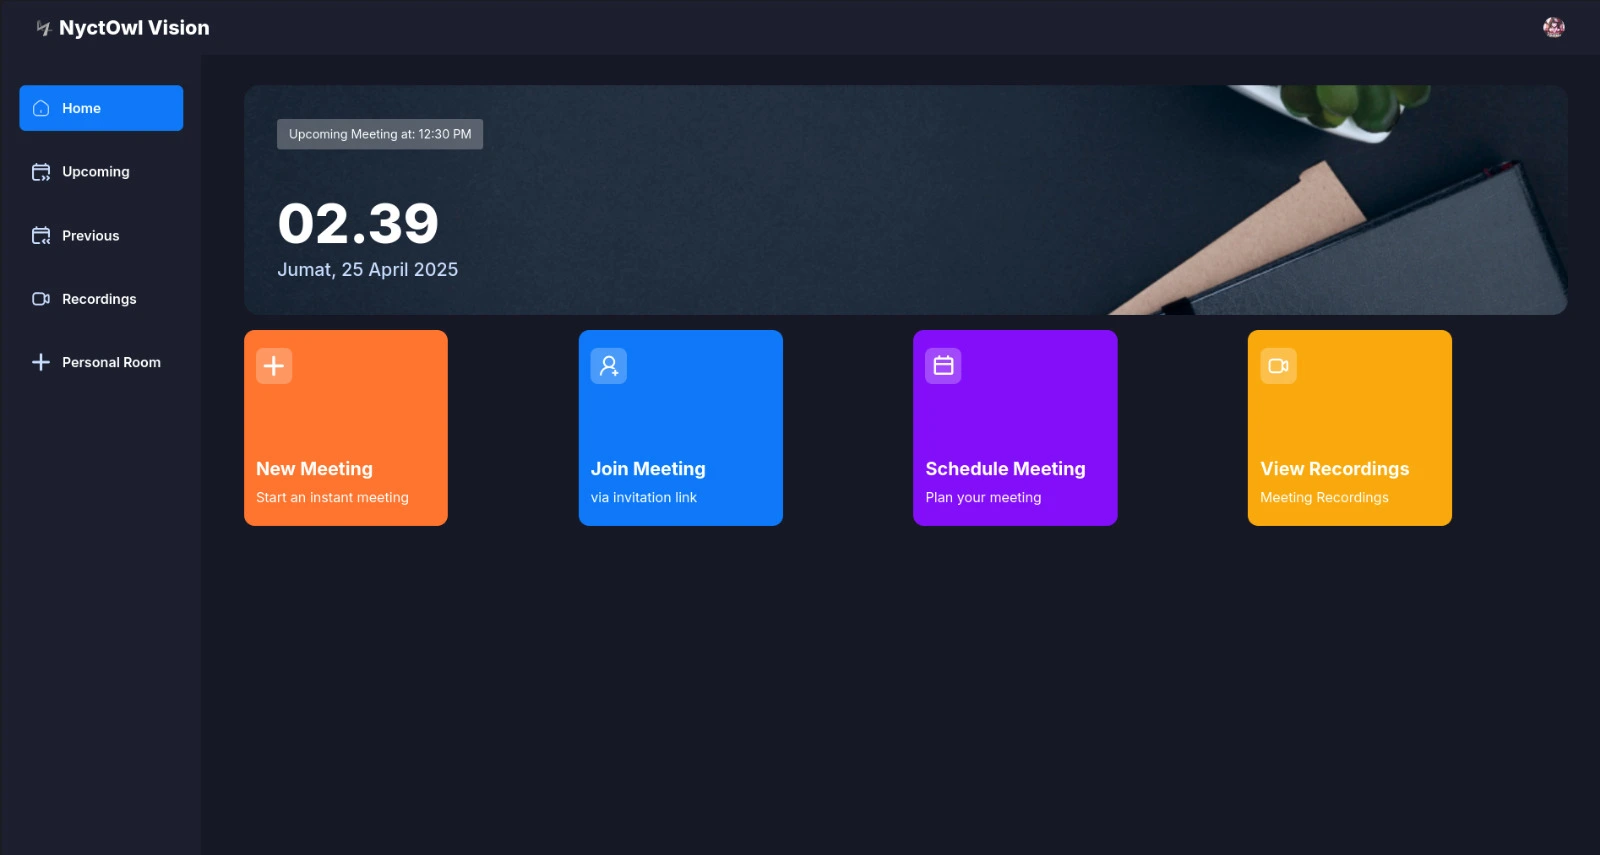 NyctOwl Vision
Home
Upcoming
Previous
Recordings
Personal Room
Upcoming Meeting at: 12:30 PM
02.39
Jumat, 25 April 2025
New Meeting
Start an instant meeting
Join Meeting
via invitation link
Schedule Meeting
Plan your meeting
View Recordings
Meeting Recordings